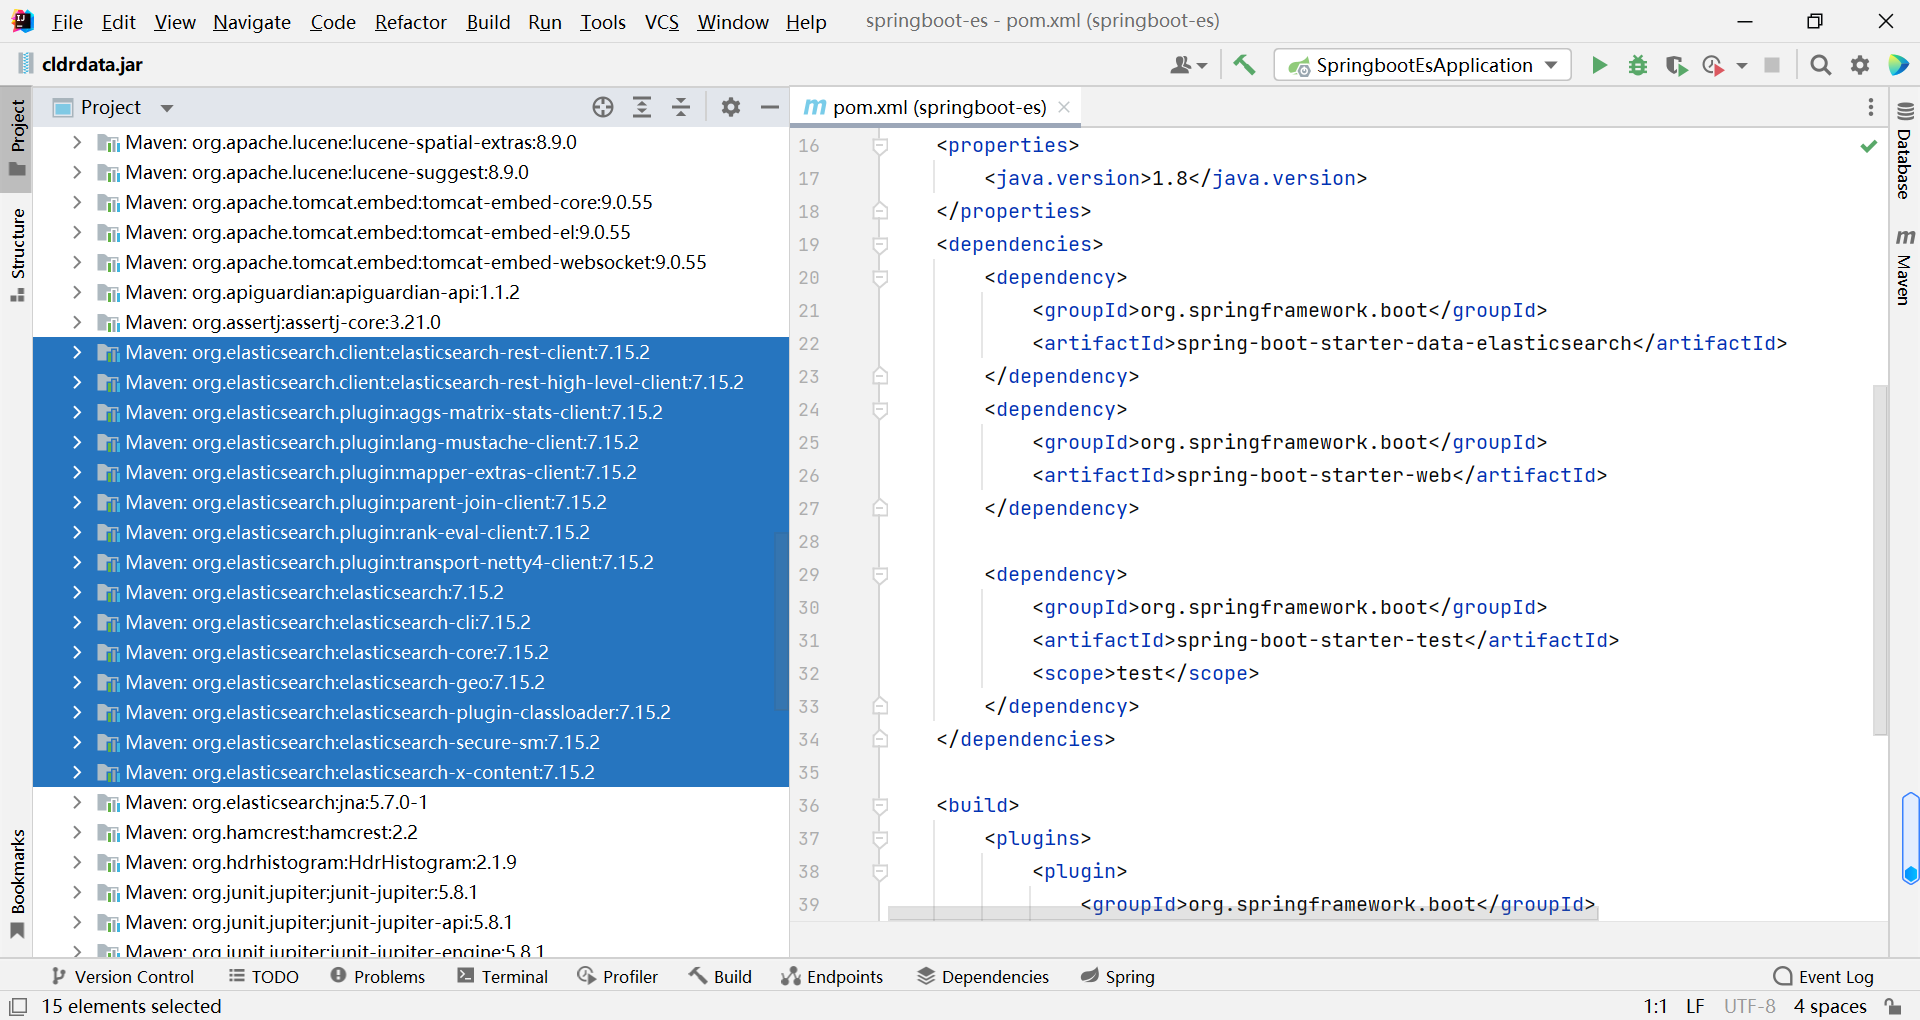 File Edit View Navigate Code Refactor Build Run Tools VCS Window Help springboot-es - pom.xml (springboot-es)
cldrdata.jar
SpringbootEsApplication
Project
Structure
Bookmarks
Project
Maven: org.apache.lucene:lucene-spatial-extras:8.9.0
Maven: org.apache.lucene:lucene-suggest:8.9.0
Maven: org.apache.tomcat.embed:tomcat-embed-core:9.0.55
Maven: org.apache.tomcat.embed:tomcat-embed-el:9.0.55
Maven: org.apache.tomcat.embed:tomcat-embed-websocket:9.0.55
Maven: org.apiguardian:apiguardian-api:1.1.2
Maven: org.assertj:assertj-core:3.21.0
Maven: org.elasticsearch.client:elasticsearch-rest-client:7.15.2
Maven: org.elasticsearch.client:elasticsearch-rest-high-level-client:7.15.2
Maven: org.elasticsearch.plugin:aggs-matrix-stats-client:7.15.2
Maven: org.elasticsearch.plugin:lang-mustache-client:7.15.2
Maven: org.elasticsearch.plugin:mapper-extras-client:7.15.2
Maven: org.elasticsearch.plugin:parent-join-client:7.15.2
Maven: org.elasticsearch.plugin:rank-eval-client:7.15.2
Maven: org.elasticsearch.plugin:transport-netty4-client:7.15.2
Maven: org.elasticsearch:elasticsearch:7.15.2
Maven: org.elasticsearch:elasticsearch-cli:7.15.2
Maven: org.elasticsearch:elasticsearch-core:7.15.2
Maven: org.elasticsearch:elasticsearch-geo:7.15.2
Maven: org.elasticsearch:elasticsearch-plugin-classloader:7.15.2
Maven: org.elasticsearch:elasticsearch-secure-sm:7.15.2
Maven: org.elasticsearch:elasticsearch-x-content:7.15.2
Maven: org.elasticsearch:jna:5.7.0-1
Maven: org.hamcrest:hamcrest:2.2
Maven: org.hdrhistogram:HdrHistogram:2.1.9
Maven: org.junit.jupiter:junit-jupiter:5.8.1
Maven: org.junit.jupiter:junit-jupiter-api:5.8.1
Maven: org.junit.jupiter:junit-jupiter-engine:5.8.1
m pom.xml (springboot-es)
16 <properties>
17 <java.version>1.8</java.version>
18 </properties>
19 <dependencies>
20 <dependency>
21 <groupId>org.springframework.boot</groupId>
22 <artifactId>spring-boot-starter-data-elasticsearch</artifactId>
23 </dependency>
24 <dependency>
25 <groupId>org.springframework.boot</groupId>
26 <artifactId>spring-boot-starter-web</artifactId>
27 </dependency>
28
29 <dependency>
30 <groupId>org.springframework.boot</groupId>
31 <artifactId>spring-boot-starter-test</artifactId>
32 <scope>test</scope>
33 </dependency>
34 </dependencies>
35
36 <build>
37 <plugins>
38 <plugin>
39 <groupId>org.springframework.boot</groupId>
Database
m Maven
Version Control TODO Problems Terminal Profiler Build Endpoints Dependencies Spring Event Log
15 elements selected 1:1 LF UTF-8 4 spaces